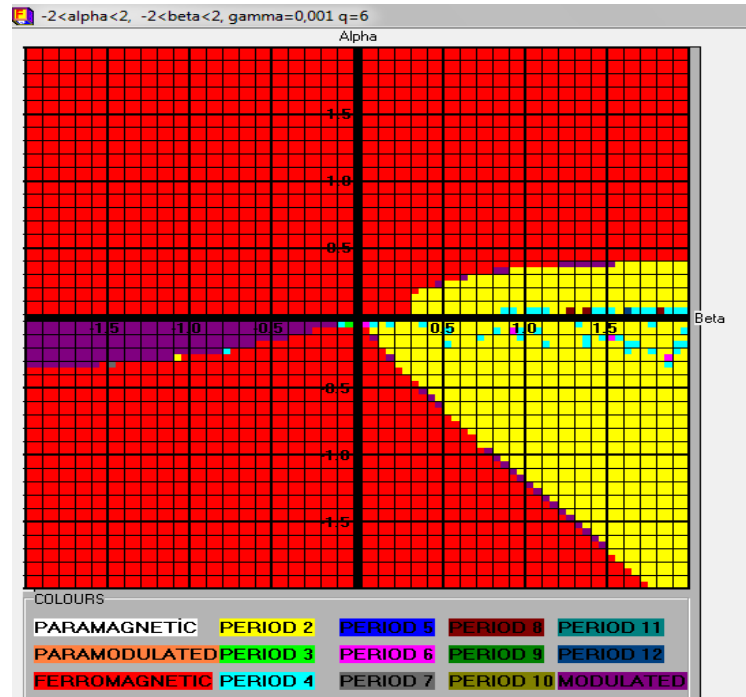 -2<alpha<2, -2<beta<2, gamma=0,001 q=6
Alpha
-1.5
-1.0
0.5
-1.5 -1.0 -0.5 0.5 1.0 1.5 Beta
-0.5
-1.0
-1.5
COLOURS
PARAMAGNETİC PERIOD 2 PERIOD 5 PERIOD 8 PERIOD 11
PARAMODULATED PERIOD 3 PERIOD 6 PERIOD 9 PERIOD 12
FERROMAGNETIC PERIOD 4 PERIOD 7 PERIOD 10 MODULATED